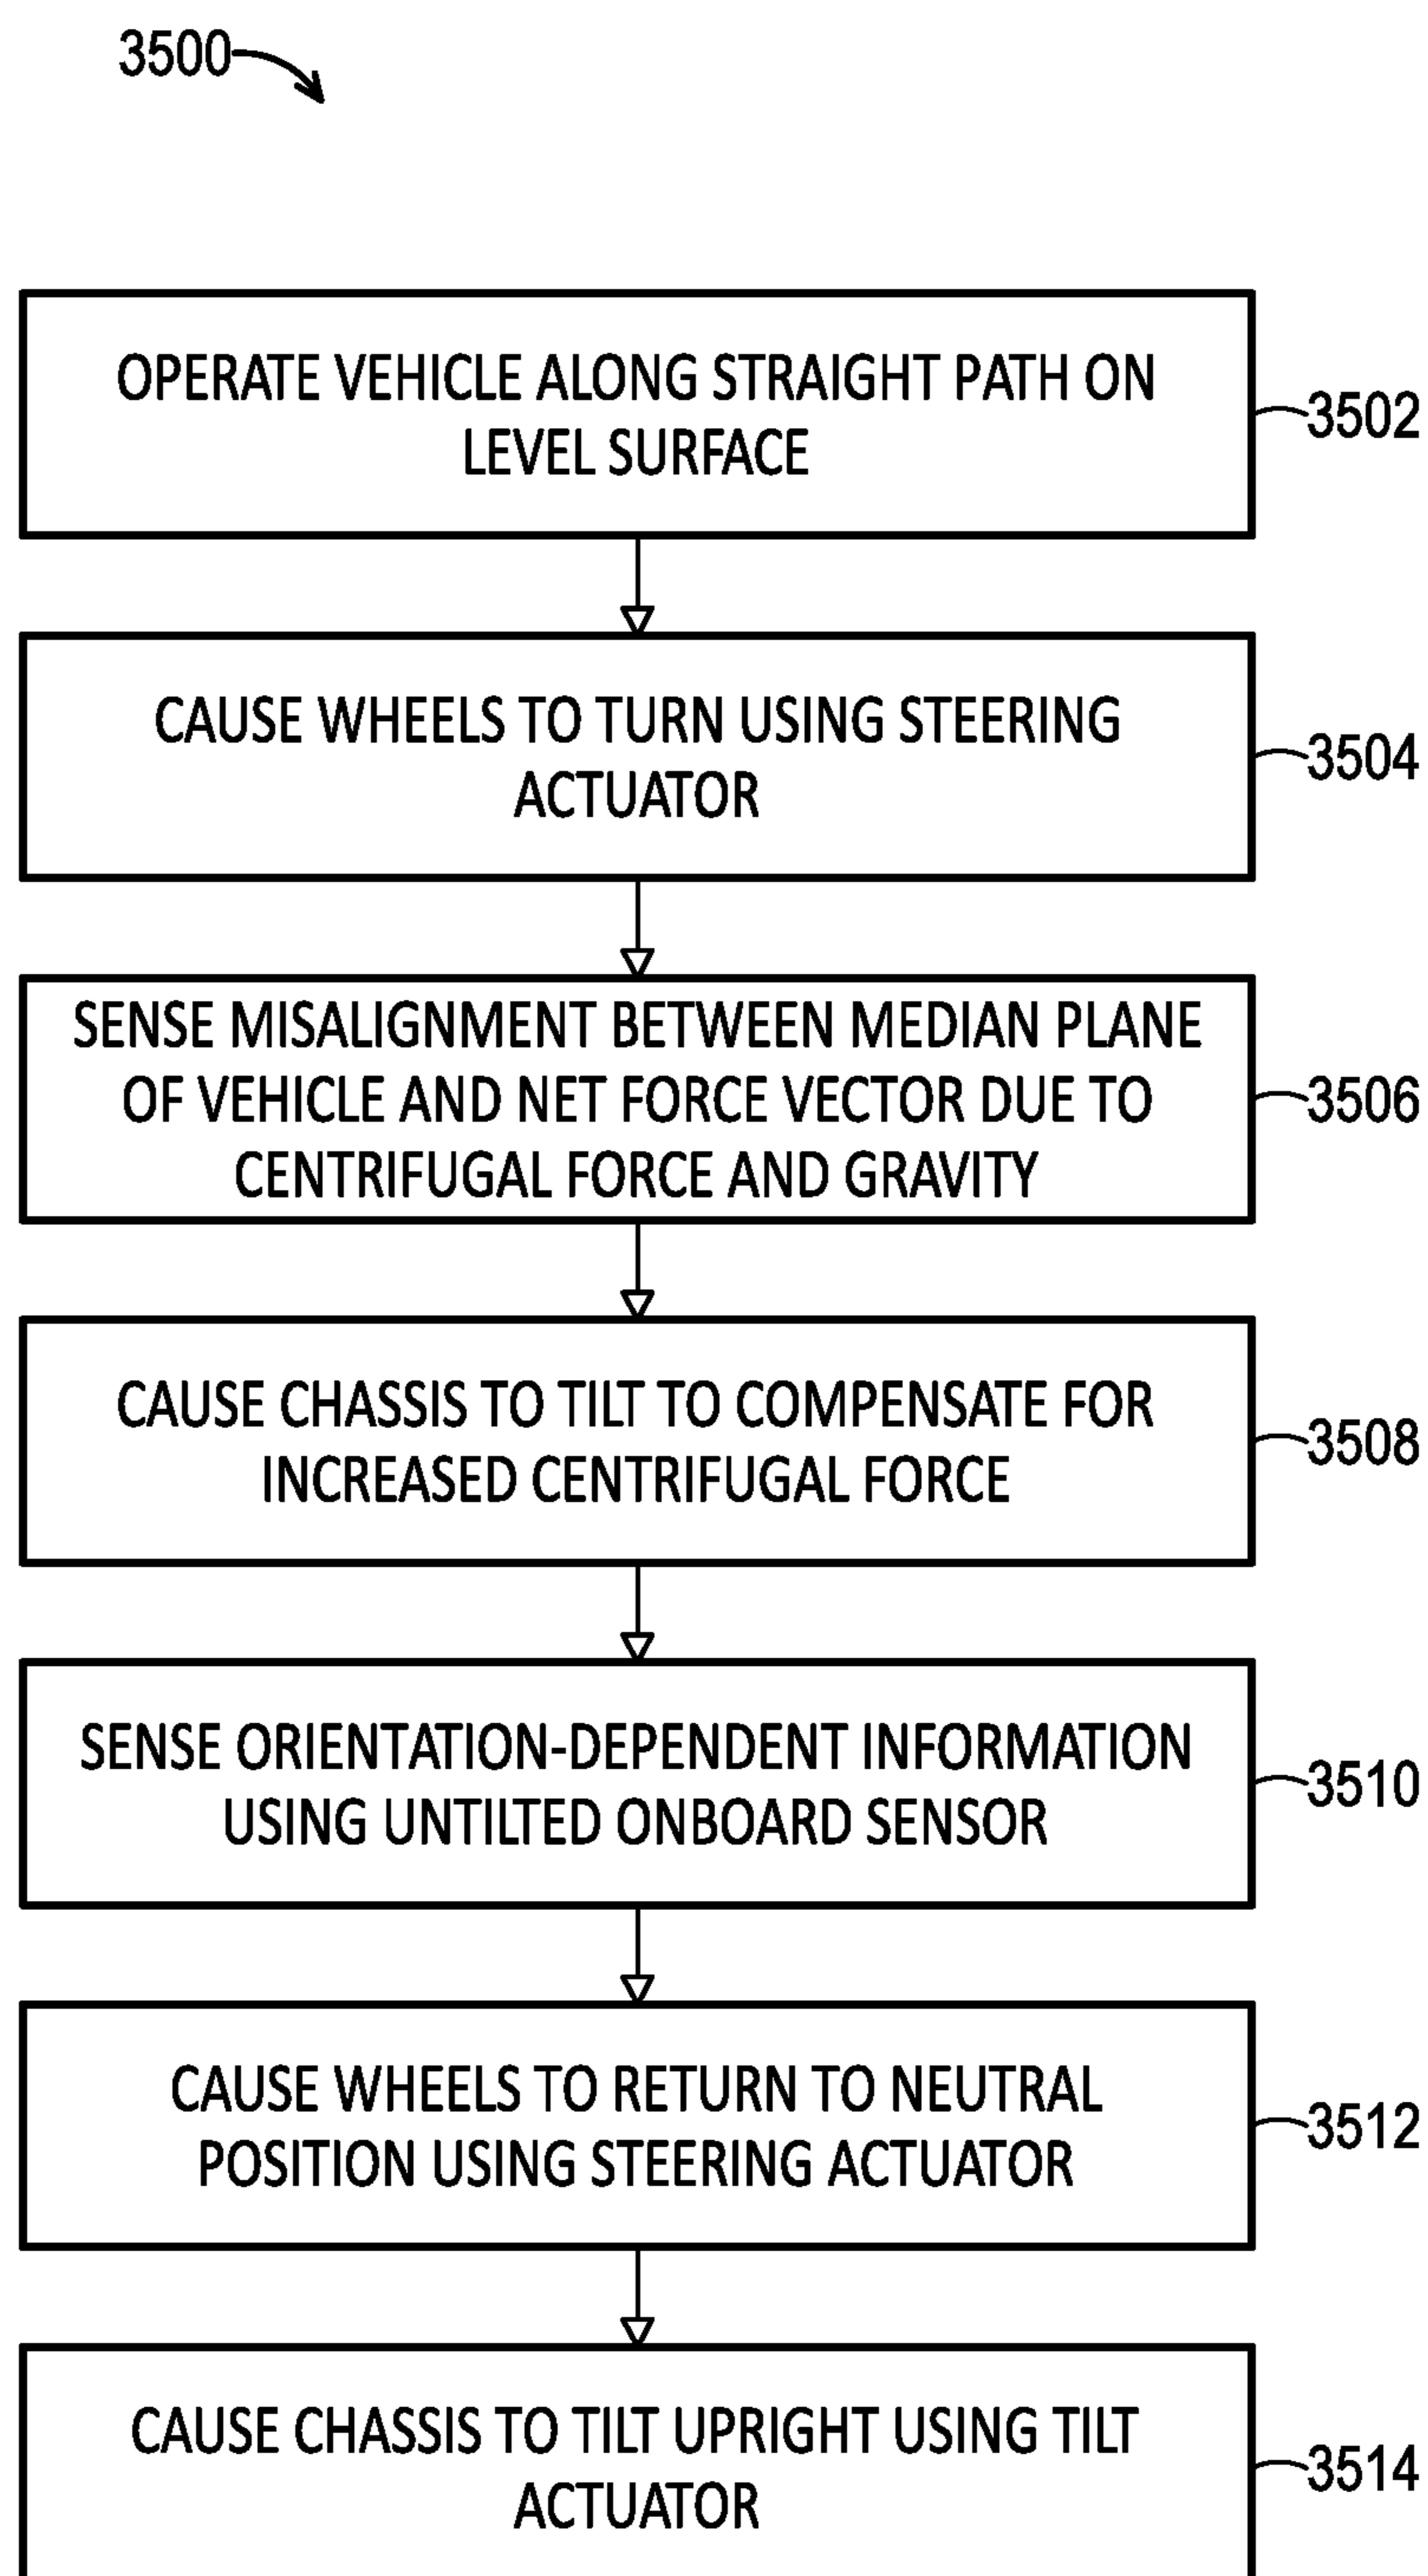 3500
OPERATE VEHICLE ALONG STRAIGHT PATH ON
LEVEL SURFACE
3502
CAUSE WHEELS TO TURN USING STEERING
ACTUATOR
3504
SENSE MISALIGNMENT BETWEEN MEDIAN PLANE
OF VEHICLE AND NET FORCE VECTOR DUE TO
CENTRIFUGAL FORCE AND GRAVITY
3506
CAUSE CHASSIS TO TILT TO COMPENSATE FOR
INCREASED CENTRIFUGAL FORCE
3508
SENSE ORIENTATION-DEPENDENT INFORMATION
USING UNTILTED ONBOARD SENSOR
3510
CAUSE WHEELS TO RETURN TO NEUTRAL
POSITION USING STEERING ACTUATOR
3512
CAUSE CHASSIS TO TILT UPRIGHT USING TILT
ACTUATOR
3514